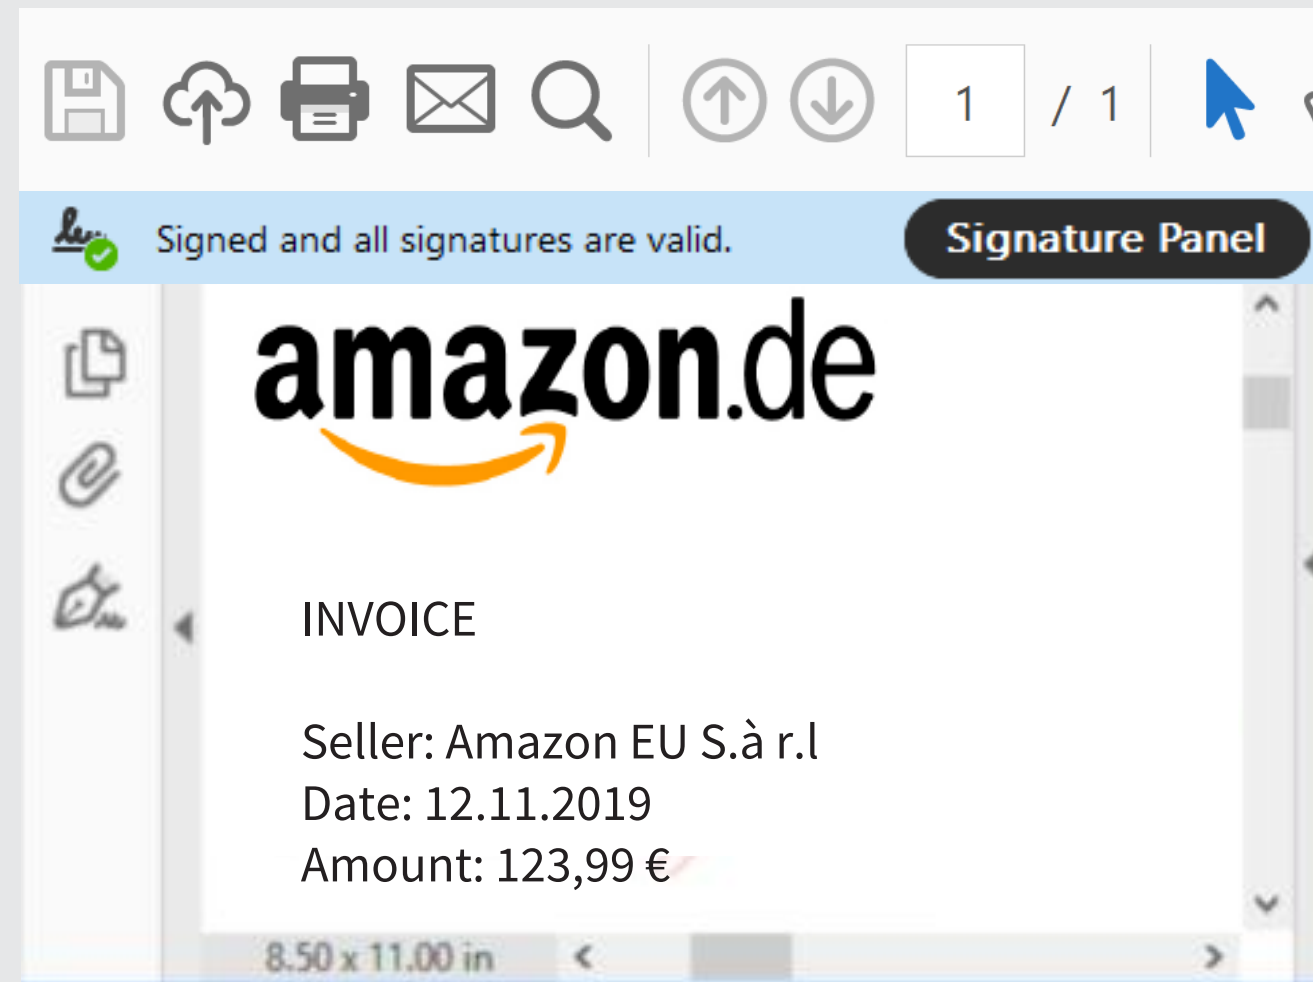 1 / 1
Signed and all signatures are valid.
Signature Panel
amazon.de
INVOICE
Seller: Amazon EU S.à r.l
Date: 12.11.2019
Amount: 123,99 €
8.50 x 11.00 in